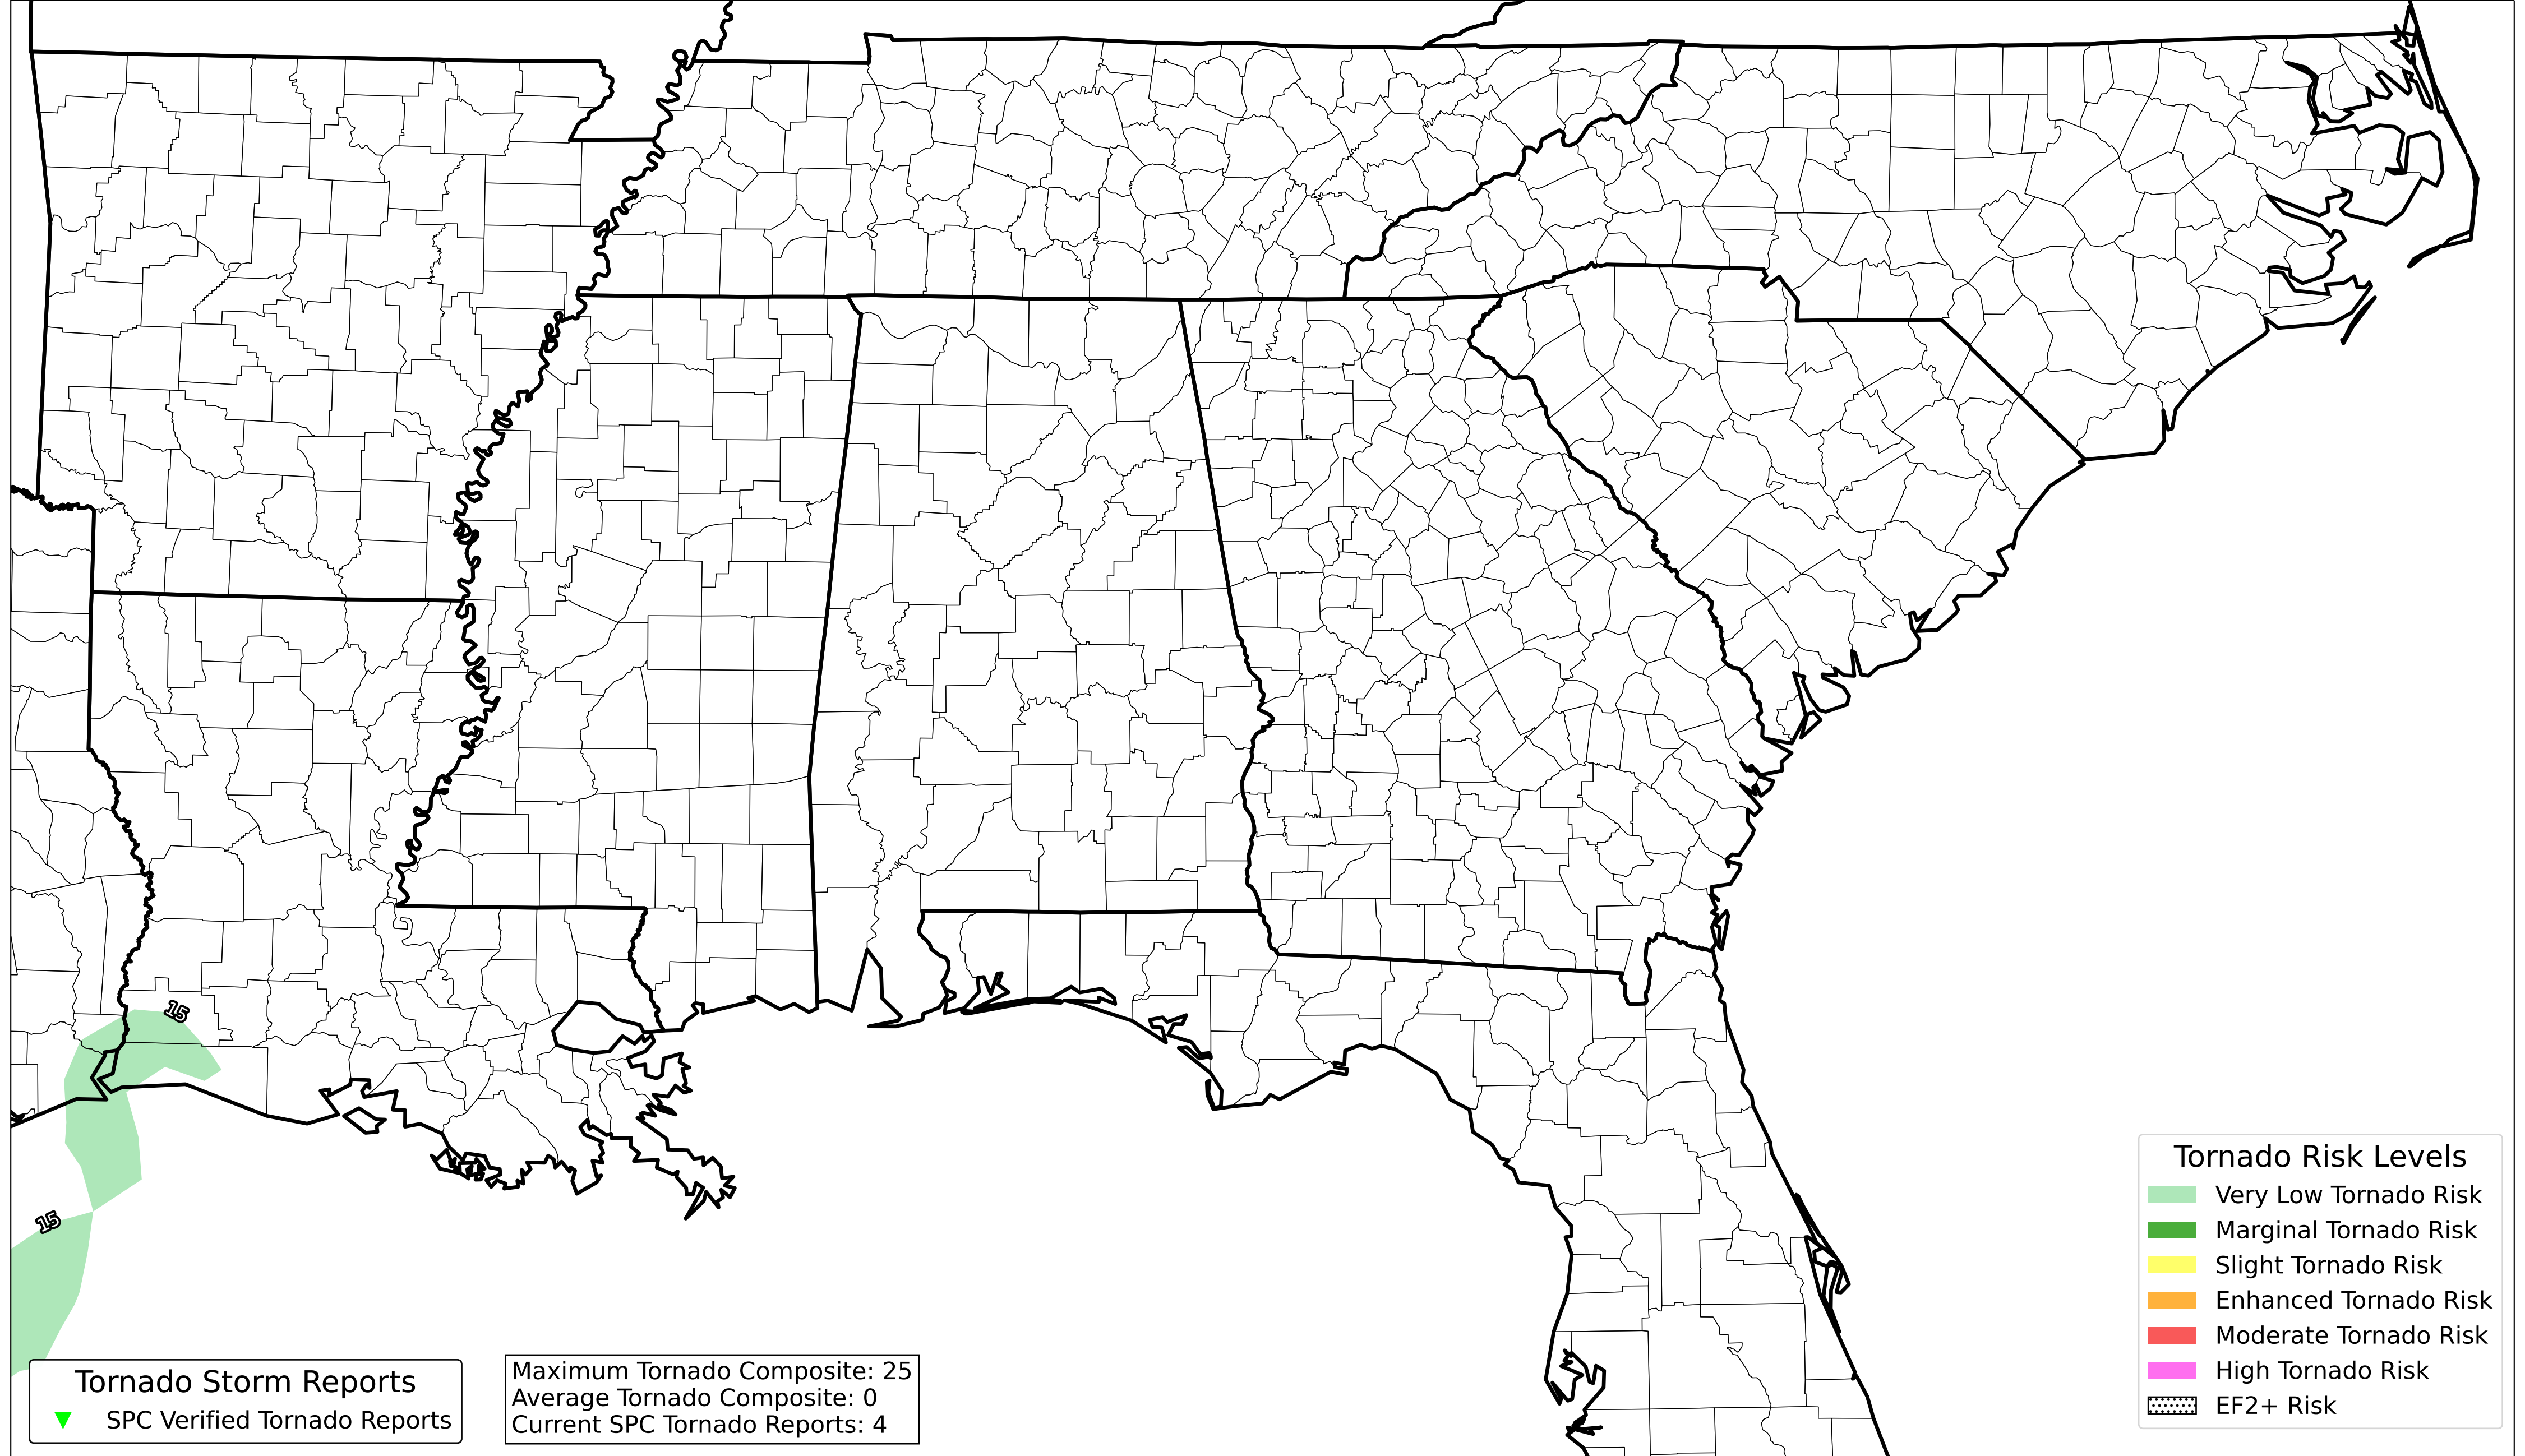 15
15
Tornado Risk Levels
Very Low Tornado Risk
Marginal Tornado Risk
Slight Tornado Risk
Enhanced Tornado Risk
Moderate Tornado Risk
High Tornado Risk
EF2+ Risk
Tornado Storm Reports
SPC Verified Tornado Reports
Maximum Tornado Composite: 25
Average Tornado Composite: 0
Current SPC Tornado Reports: 4